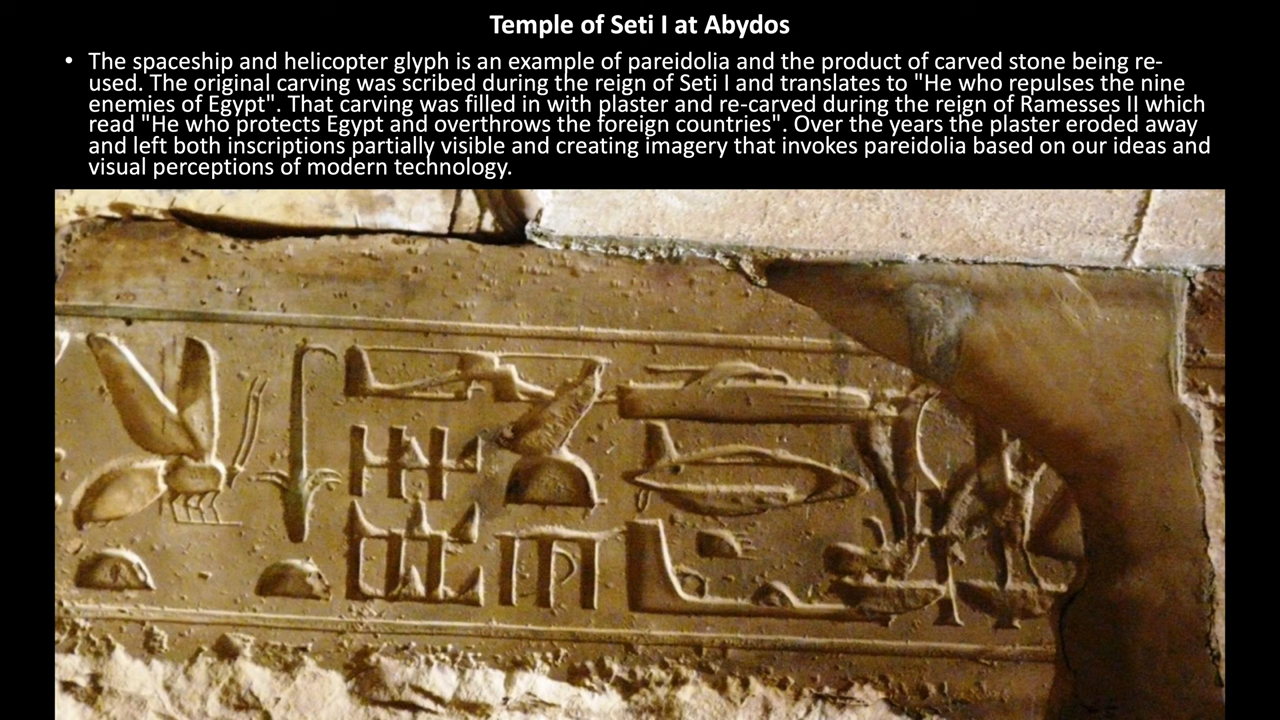 Temple of Seti I at Abydos
• The spaceship and helicopter glyph is an example of pareidolia and the product of carved stone being re-
used. The original carving was scribed during the reign of Seti I and translates to "He who repulses the nine
enemies of Egypt". That carving was filled in with plaster and re-carved during the reign of Ramesses II which
read "He who protects Egypt and overthrows the foreign countries". Over the years the plaster eroded away
and left both inscriptions partially visible and creating imagery that invokes pareidolia based on our ideas and
visual perceptions of modern technology.